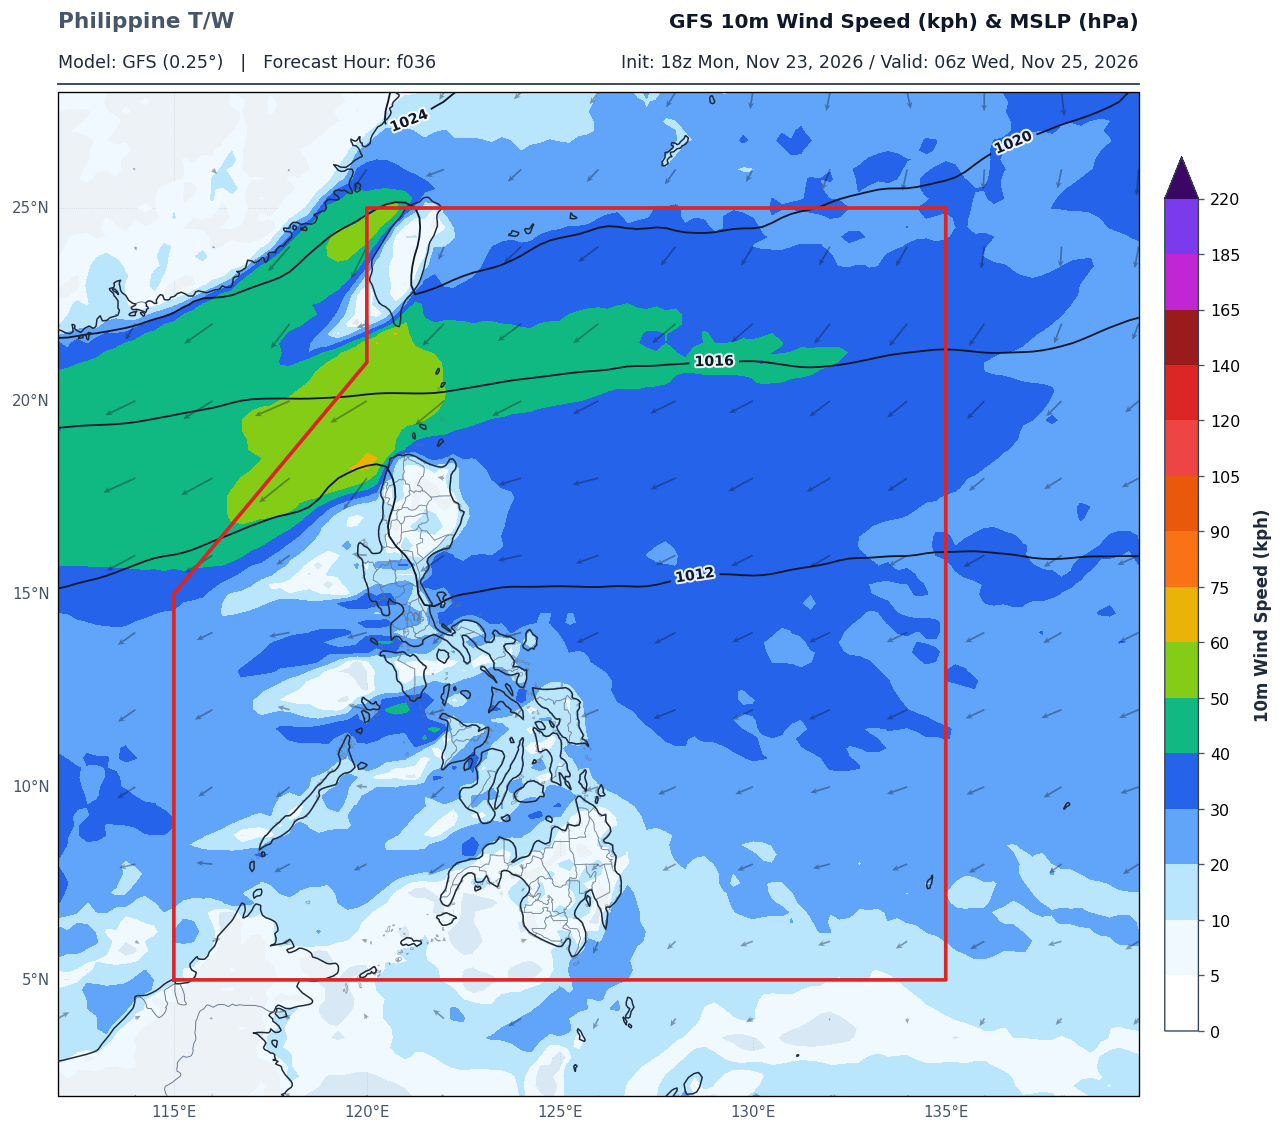 Philippine T/W
GFS 10m Wind Speed (kph) & MSLP (hPa)
Model: GFS (0.25°)   |   Forecast Hour: f036
Init: 18z Mon, Nov 23, 2026 / Valid: 06z Wed, Nov 25, 2026
1024
1020
1016
1012
25°N
20°N
15°N
10°N
5°N
115°E
120°E
125°E
130°E
135°E
220
185
165
140
120
105
90
75
60
50
40
30
20
10
5
0
10m Wind Speed (kph)